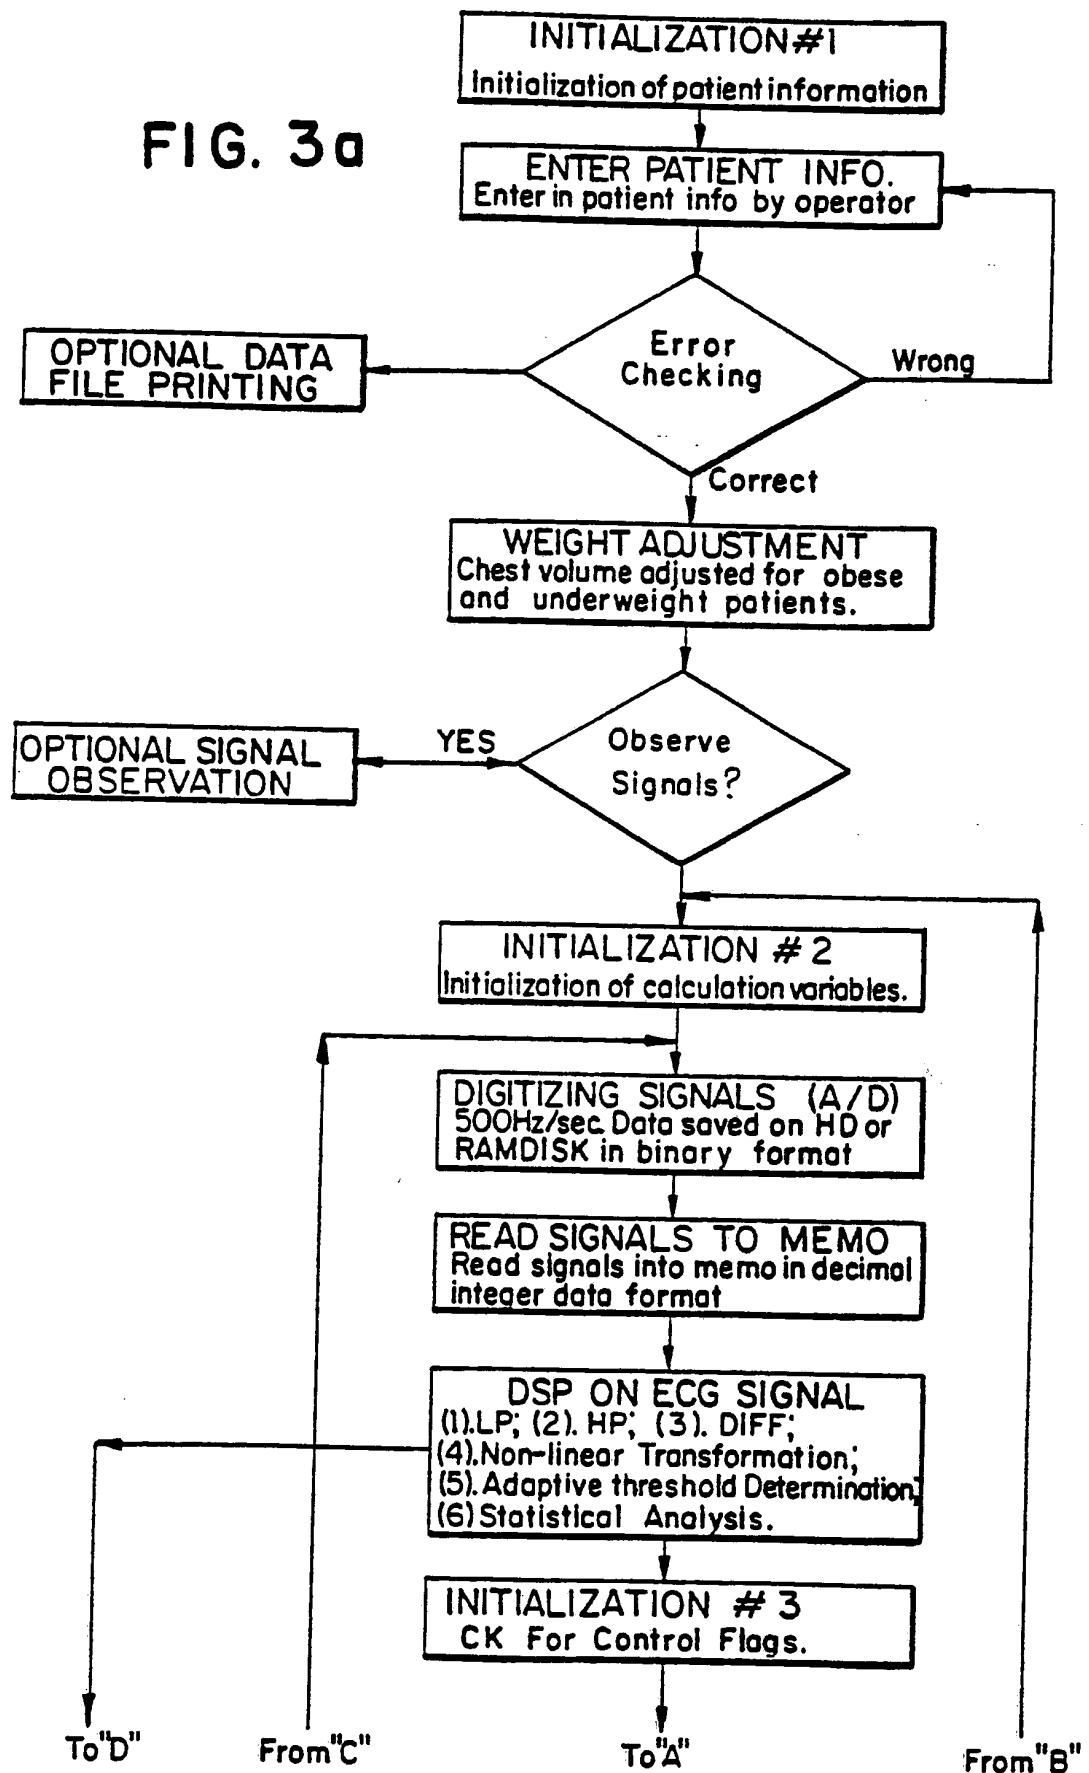 FIG. 3a
INITIALIZATION #1
Initialization of patient information
ENTER PATIENT INFO.
Enter in patient info by operator
Error
Checking
Wrong
OPTIONAL DATA
FILE PRINTING
Correct
WEIGHT ADJUSTMENT
Chest volume adjusted for obese
and underweight patients.
Observe
Signals?
YES
OPTIONAL SIGNAL
OBSERVATION
INITIALIZATION # 2
Initialization of calculation variables.
DIGITIZING SIGNALS (A/D)
500Hz/sec. Data saved on HD or
RAMDISK in binary format
READ SIGNALS TO MEMO
Read signals into memo in decimal
integer data format
DSP ON ECG SIGNAL
(1).LP; (2). HP; (3). DIFF;
(4).Non-linear Transformation;
(5).Adaptive threshold Determination;
(6)Statistical Analysis.
INITIALIZATION # 3
CK For Control Flags.
To "D"
From "C"
To "A"
From "B"